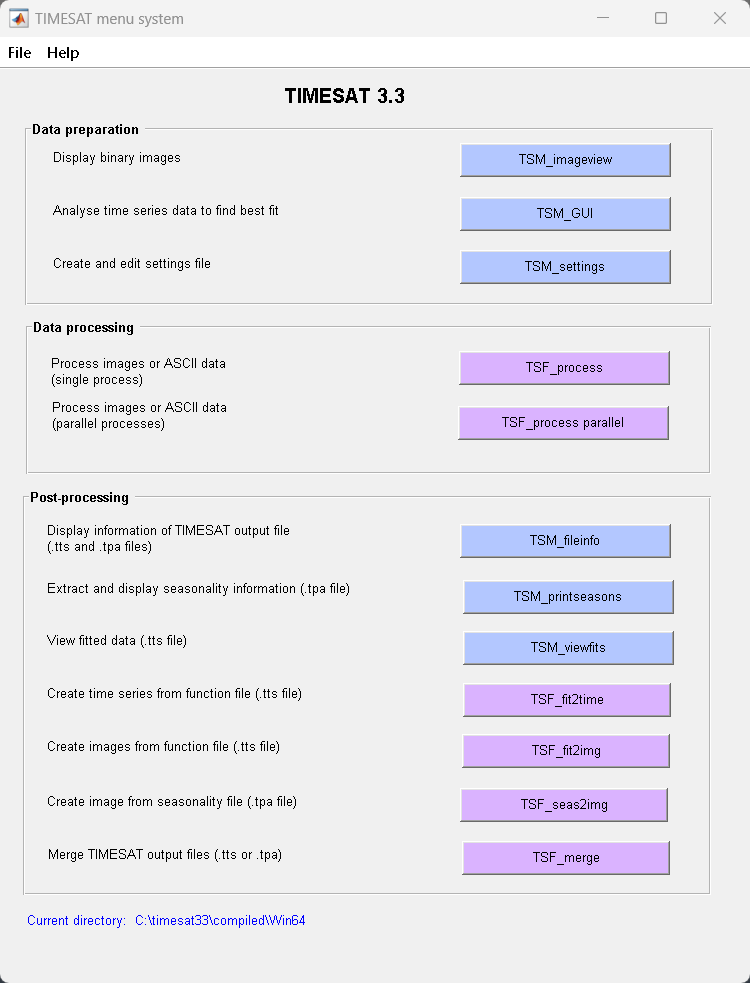 TIMESAT menu system
File Help
TIMESAT 3.3
Data preparation
Display binary images
TSM_imageview
Analyse time series data to find best fit
TSM_GUI
Create and edit settings file
TSM_settings
Data processing
Process images or ASCII data
(single process)
TSF_process
Process images or ASCII data
(parallel processes)
TSF_process parallel
Post-processing
Display information of TIMESAT output file
(.tts and .tpa files)
TSM_fileinfo
Extract and display seasonality information (.tpa file)
TSM_printseasons
View fitted data (.tts file)
TSM_viewfits
Create time series from function file (.tts file)
TSF_fit2time
Create images from function file (.tts file)
TSF_fit2img
Create image from seasonality file (.tpa file)
TSF_seas2img
Merge TIMESAT output files (.tts or .tpa)
TSF_merge
Current directory: C:\timesat33\compiled\Win64